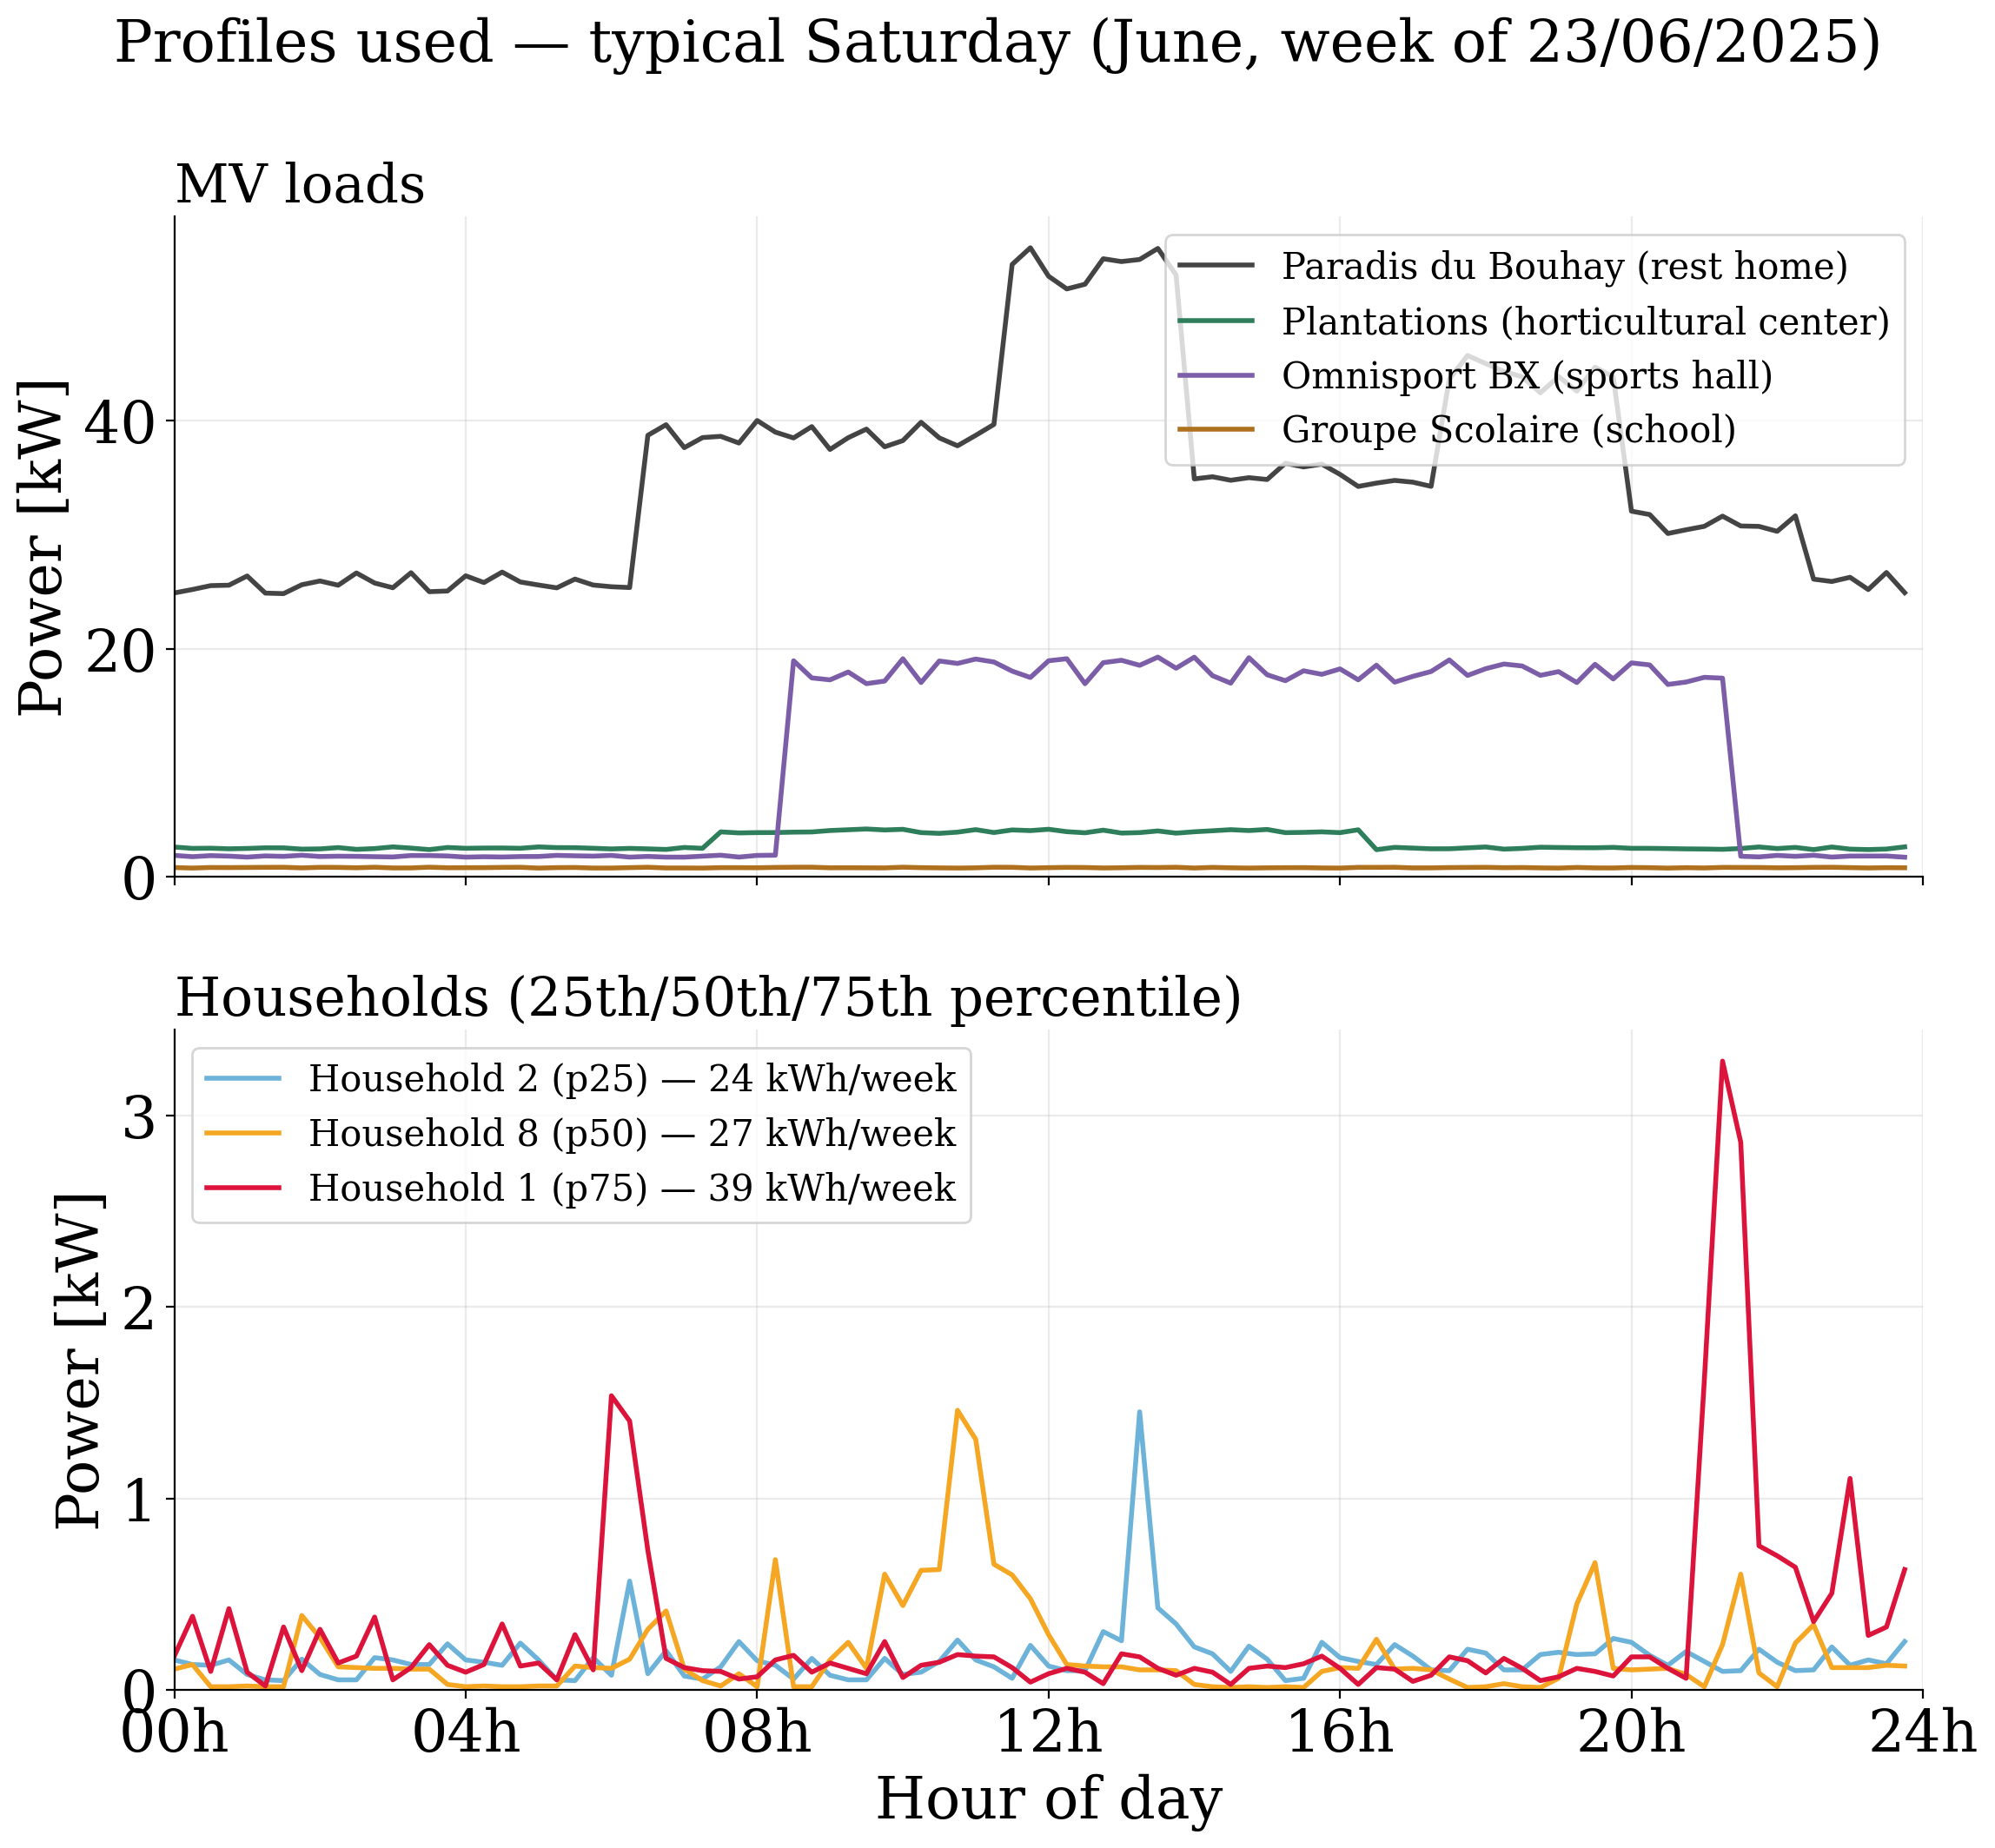 Profiles used — typical Saturday (June, week of 23/06/2025)
MV loads
Power [kW]
40
20
0
Paradis du Bouhay (rest home)
Plantations (horticultural center)
Omnisport BX (sports hall)
Groupe Scolaire (school)
Households (25th/50th/75th percentile)
Power [kW]
3
2
1
0
Household 2 (p25) — 24 kWh/week
Household 8 (p50) — 27 kWh/week
Household 1 (p75) — 39 kWh/week
00h 04h 08h 12h 16h 20h 24h
Hour of day